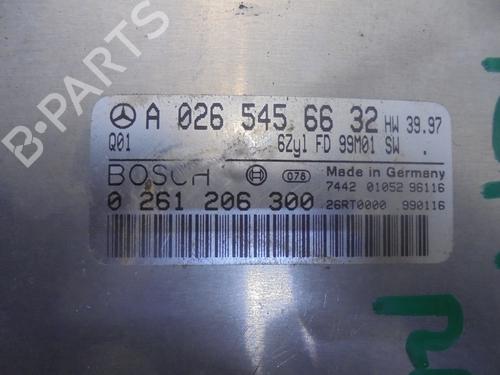 A 026 545 66 32 HW 39.97
Q01 6Zyl FD 99M01 SW .
BOSCH 078 Made in Germany
7442 01052 96116
0 261 206 300 26RT0000 990116
B-PARTS